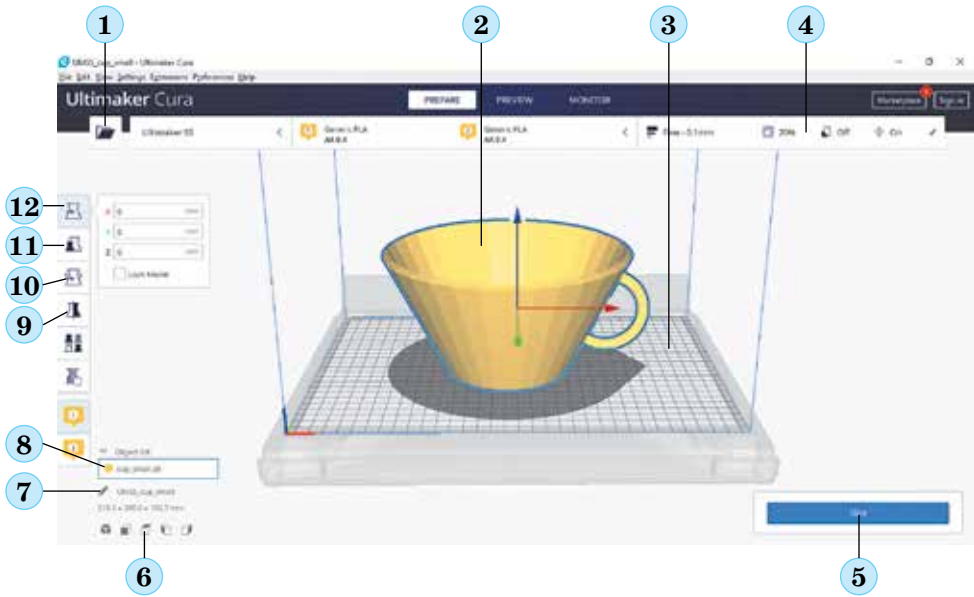 1 2 3 4
UMS5_cup_small - Ultimaker Cura
File Edit View Settings Extensions Preferences Help
Ultimaker Cura PREPARE PREVIEW MONITOR Marketplace Sign in
Ultimaker S5 Generic PLA Generic PLA Fine - 0.1mm 20% Off On
AA 0.4 AA 0.4
12
X 0 mm
11
Y 0 mm
Z 0 mm
10
Lock Model
9
8
Object list
cup_small.stl
7
UMS5_cup_small
Slice
6
5